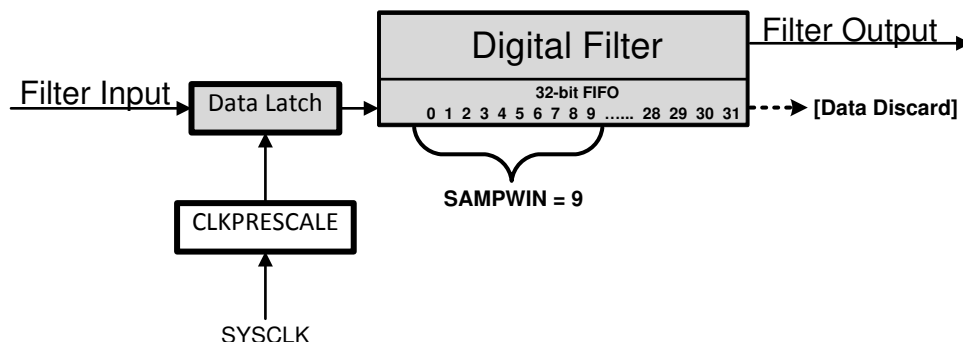 Digital Filter
Filter Output
Filter Input
Data Latch
32-bit FIFO
0 1 2 3 4 5 6 7 8 9 …... 28 29 30 31
[Data Discard]
SAMPWIN = 9
CLKPRESCALE
SYSCLK